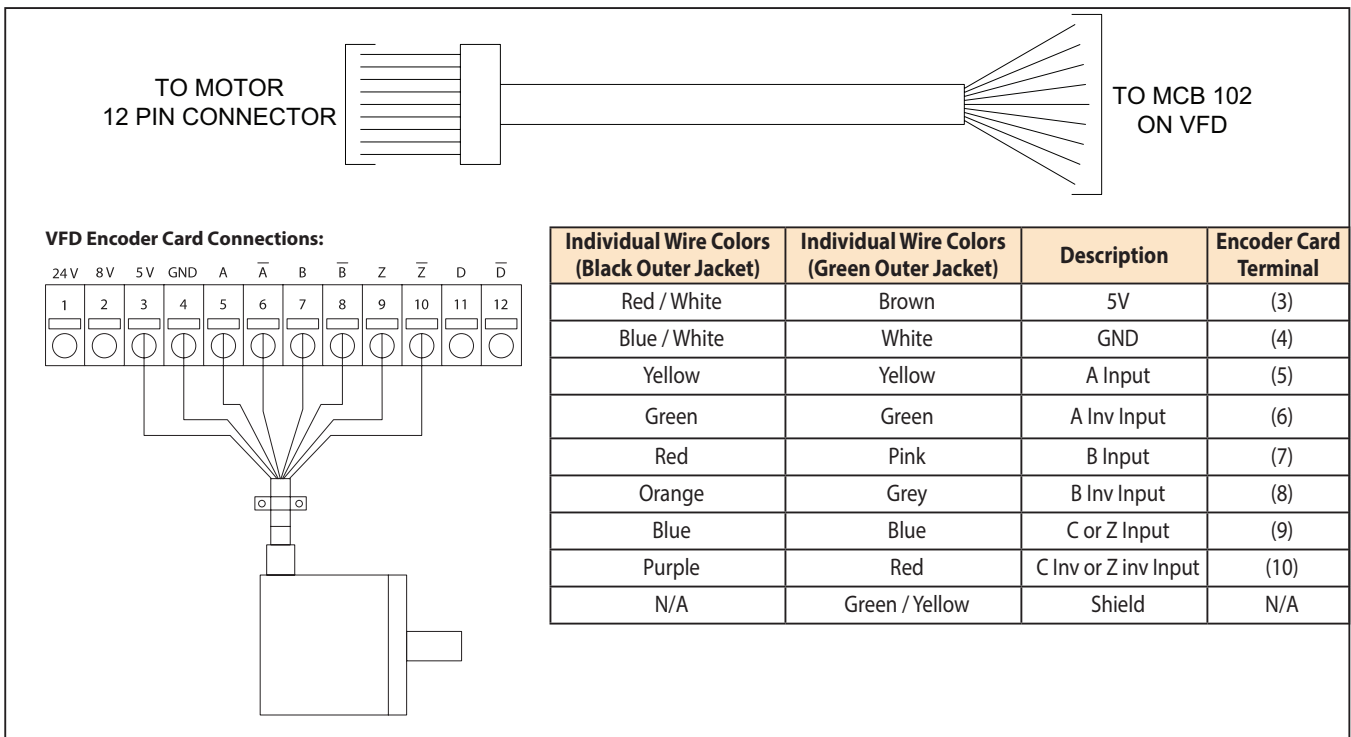 TO MOTOR
12 PIN CONNECTOR
TO MCB 102
ON VFD
VFD Encoder Card Connections:
24 V 8 V 5 V GND A A̅ B B̅ Z Z̅ D D̅
1 2 3 4 5 6 7 8 9 10 11 12
Individual Wire Colors (Black Outer Jacket) Individual Wire Colors (Green Outer Jacket) Description Encoder Card Terminal
Red / White Brown 5V (3)
Blue / White White GND (4)
Yellow Yellow A Input (5)
Green Green A Inv Input (6)
Red Pink B Input (7)
Orange Grey B Inv Input (8)
Blue Blue C or Z Input (9)
Purple Red C Inv or Z inv Input (10)
N/A Green / Yellow Shield N/A